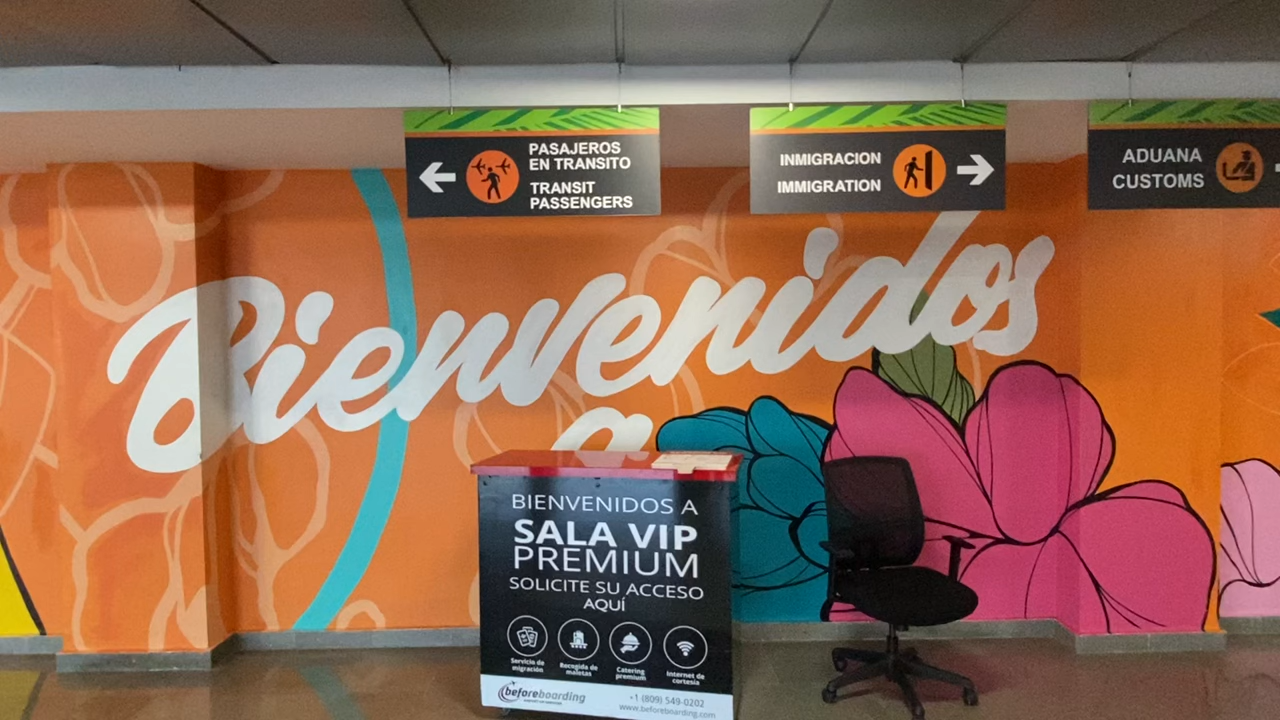 PASAJEROS
EN TRANSITO
TRANSIT
PASSENGERS
INMIGRACION
IMMIGRATION
ADUANA
CUSTOMS
Bienvenidos
a
BIENVENIDOS A
SALA VIP
PREMIUM
SOLICITE SU ACCESO
AQUÍ
Servicio de
migración
Recogida de
maletas
Catering
premium
Internet de
cortesía
beforeboarding
+1 (809) 549-0202
www.beforeboarding.com